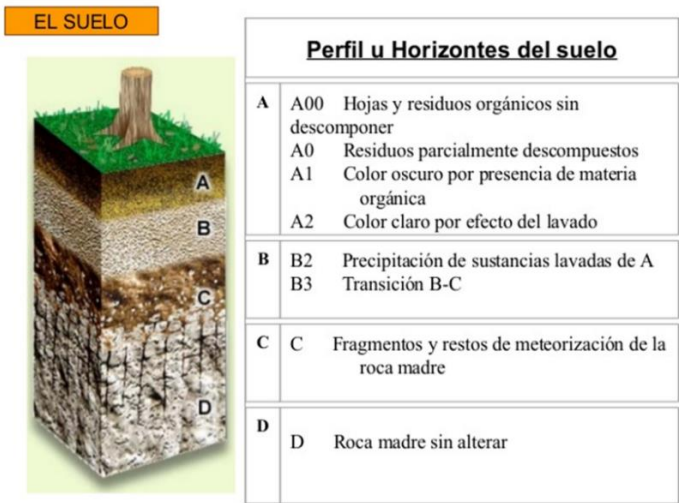 EL SUELO
A
B
C
D
Perfil u Horizontes del suelo
A A00 Hojas y residuos orgánicos sin
descomponer
A0 Residuos parcialmente descompuestos
A1 Color oscuro por presencia de materia
orgánica
A2 Color claro por efecto del lavado
B B2 Precipitación de sustancias lavadas de A
B3 Transición B-C
C C Fragmentos y restos de meteorización de la
roca madre
D
D Roca madre sin alterar